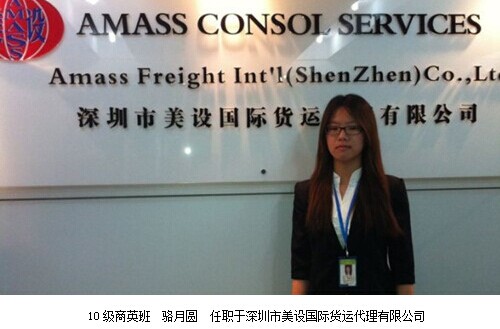 AMASS CONSOL SERVICES
Amass Freight Int'l(ShenZhen)Co.,Lt
深圳市美设国际货运 有限公司
10级商英班 骆月圆 任职于深圳市美设国际货运代理有限公司